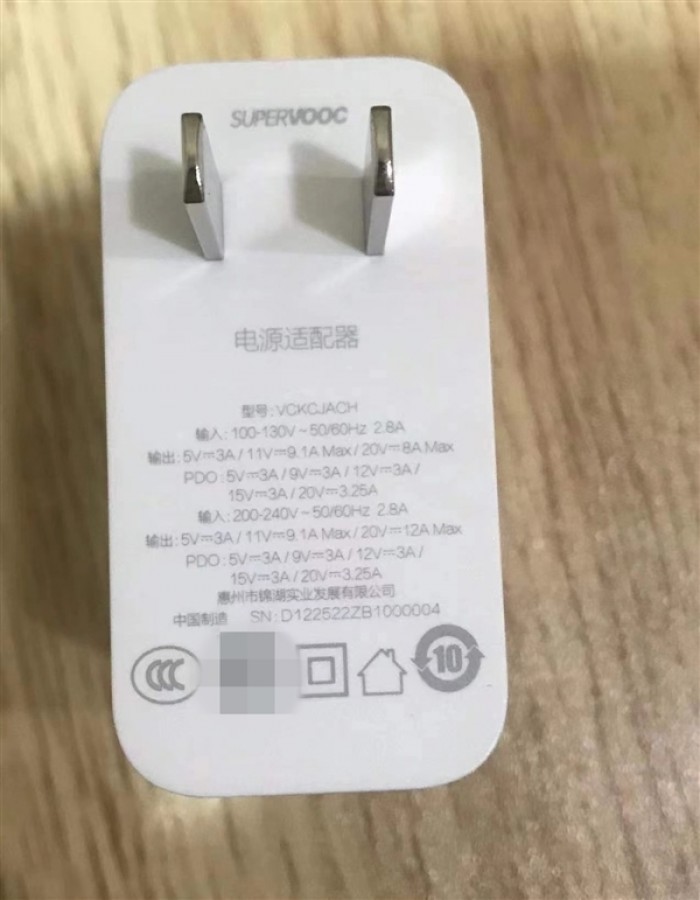 SUPERVOOC
电源适配器
型号:VCKCJACH
输入:100-130V~50/60Hz 2.8A
输出:5V⎓3A/11V⎓9.1A Max/20V⎓8A Max
PDO:5V⎓3A/9V⎓3A/12V⎓3A/
15V⎓3A/20V⎓3.25A
输入:200-240V~50/60Hz 2.8A
输出:5V⎓3A/11V⎓9.1A Max/20V⎓12A Max
PDO:5V⎓3A/9V⎓3A/12V⎓3A/
15V⎓3A/20V⎓3.25A
惠州市锦湖实业发展有限公司
中国制造 SN:D122522ZB1000004
CCC 10